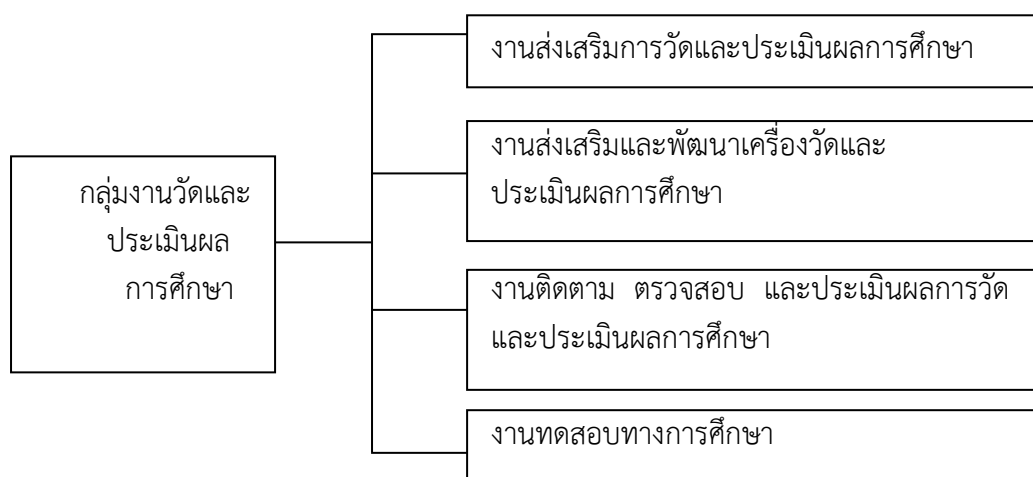 งานส่งเสริมการวัดและประเมินผลการศึกษา
งานส่งเสริมและพัฒนาเครื่องวัดและ
ประเมินผลการศึกษา
กลุ่มงานวัดและ
ประเมินผล
การศึกษา
งานติดตาม ตรวจสอบ และประเมินผลการวัด
และประเมินผลการศึกษา
งานทดสอบทางการศึกษา